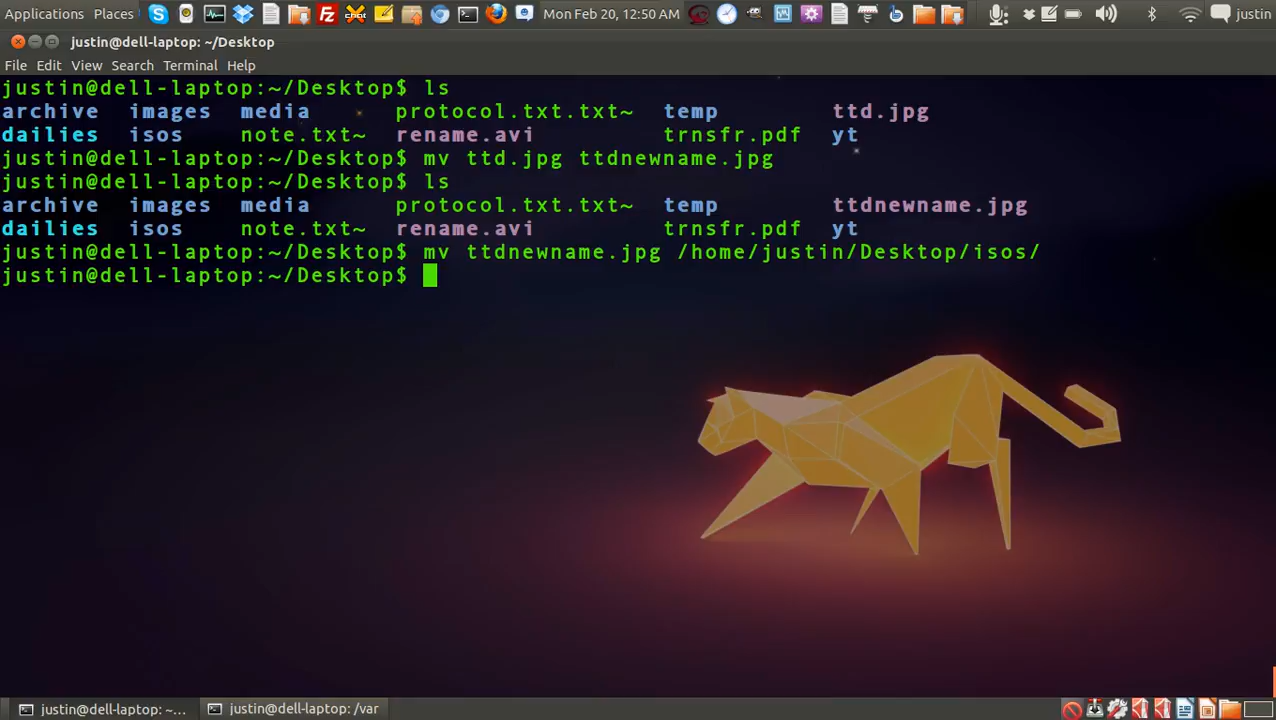 Applications Places Mon Feb 20, 12:50 AM justin
justin@dell-laptop: ~/Desktop
File Edit View Search Terminal Help
justin@dell-laptop:~/Desktop$ ls
archive images media protocol.txt.txt~ temp ttd.jpg
dailies isos note.txt~ rename.avi trnsfr.pdf yt
justin@dell-laptop:~/Desktop$ mv ttd.jpg ttdnewname.jpg
justin@dell-laptop:~/Desktop$ ls
archive images media protocol.txt.txt~ temp ttdnewname.jpg
dailies isos note.txt~ rename.avi trnsfr.pdf yt
justin@dell-laptop:~/Desktop$ mv ttdnewname.jpg /home/justin/Desktop/isos/
justin@dell-laptop:~/Desktop$
justin@dell-laptop: ~... justin@dell-laptop: /var